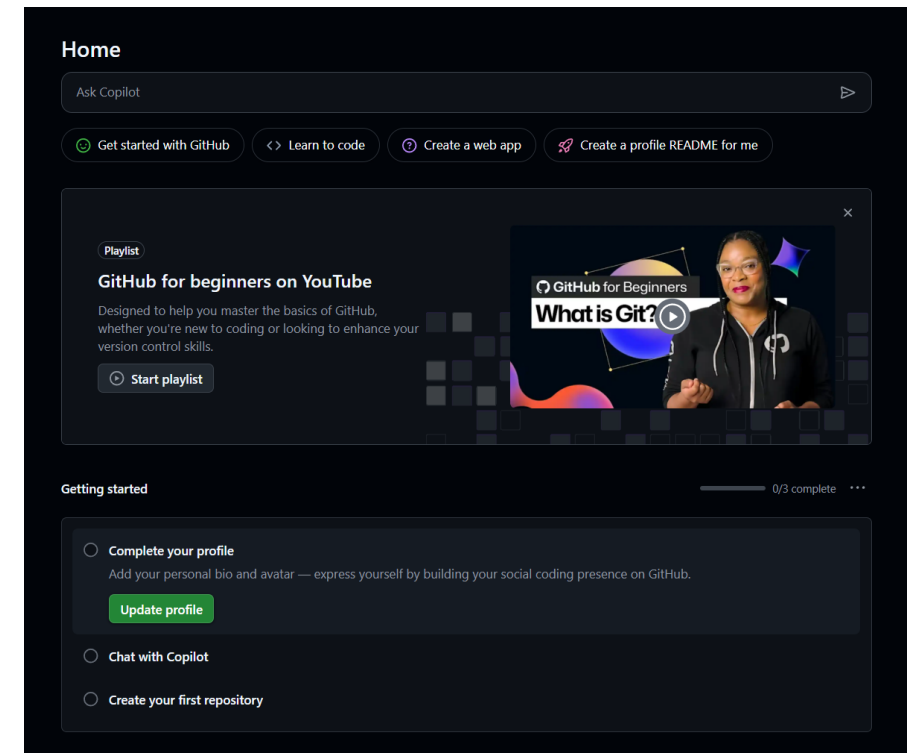 Home
Ask Copilot
Get started with GitHub
Learn to code
Create a web app
Create a profile README for me
Playlist
GitHub for beginners on YouTube
Designed to help you master the basics of GitHub,
whether you're new to coding or looking to enhance your
version control skills.
Start playlist
GitHub for Beginners
What is Git?
Getting started
0/3 complete
Complete your profile
Add your personal bio and avatar — express yourself by building your social coding presence on GitHub.
Update profile
Chat with Copilot
Create your first repository